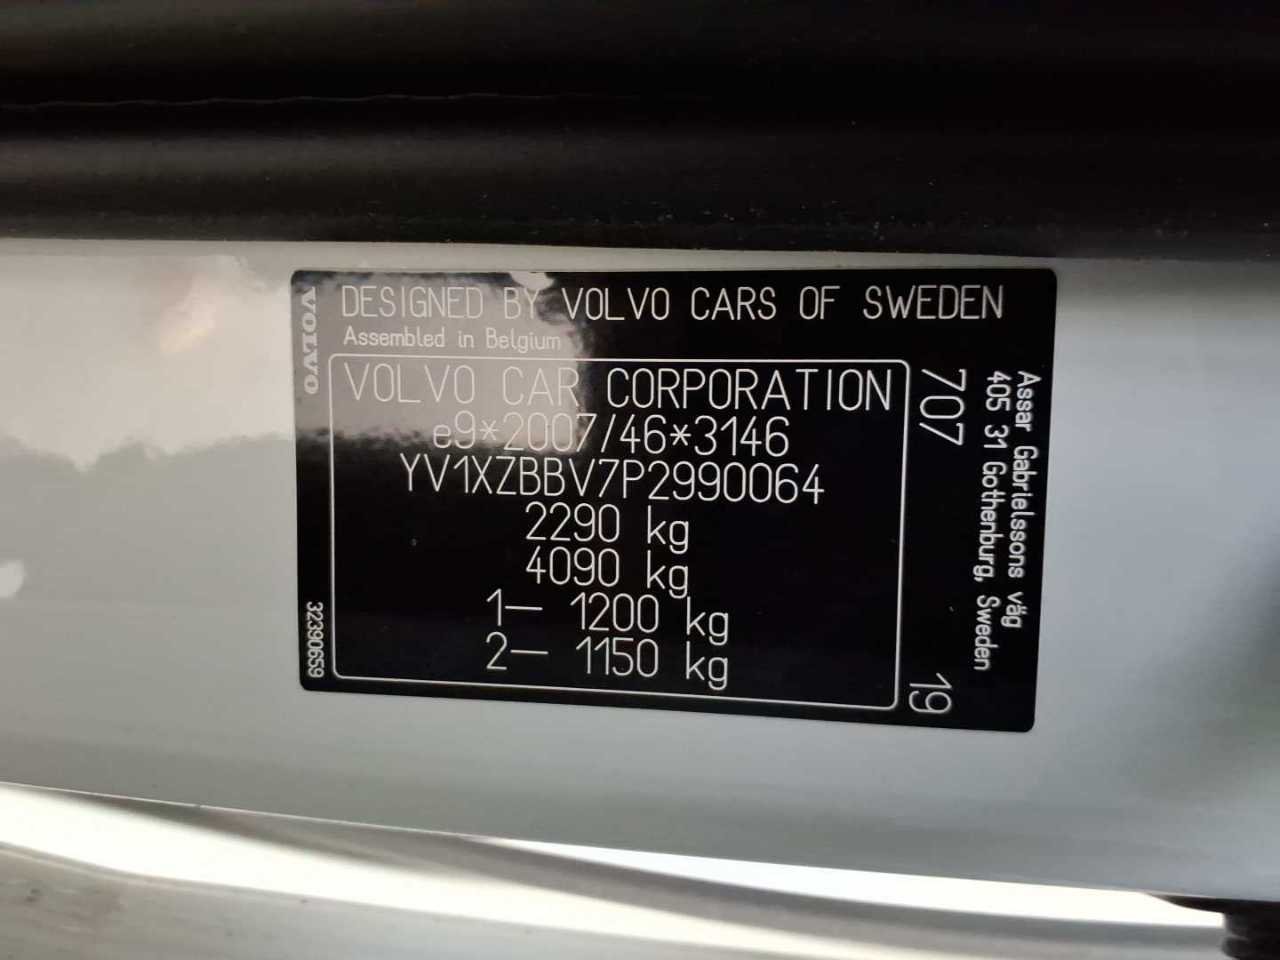 VOLVO
DESIGNED BY VOLVO CARS OF SWEDEN
Assembled in Belgium
VOLVO CAR CORPORATION
e9*2007/46*3146
YV1XZBBV7P2990064
2290 kg
4090 kg
1– 1200 kg
2– 1150 kg
707
19
Assar Gabrielssons väg
405 31 Gothenburg, Sweden
32390659